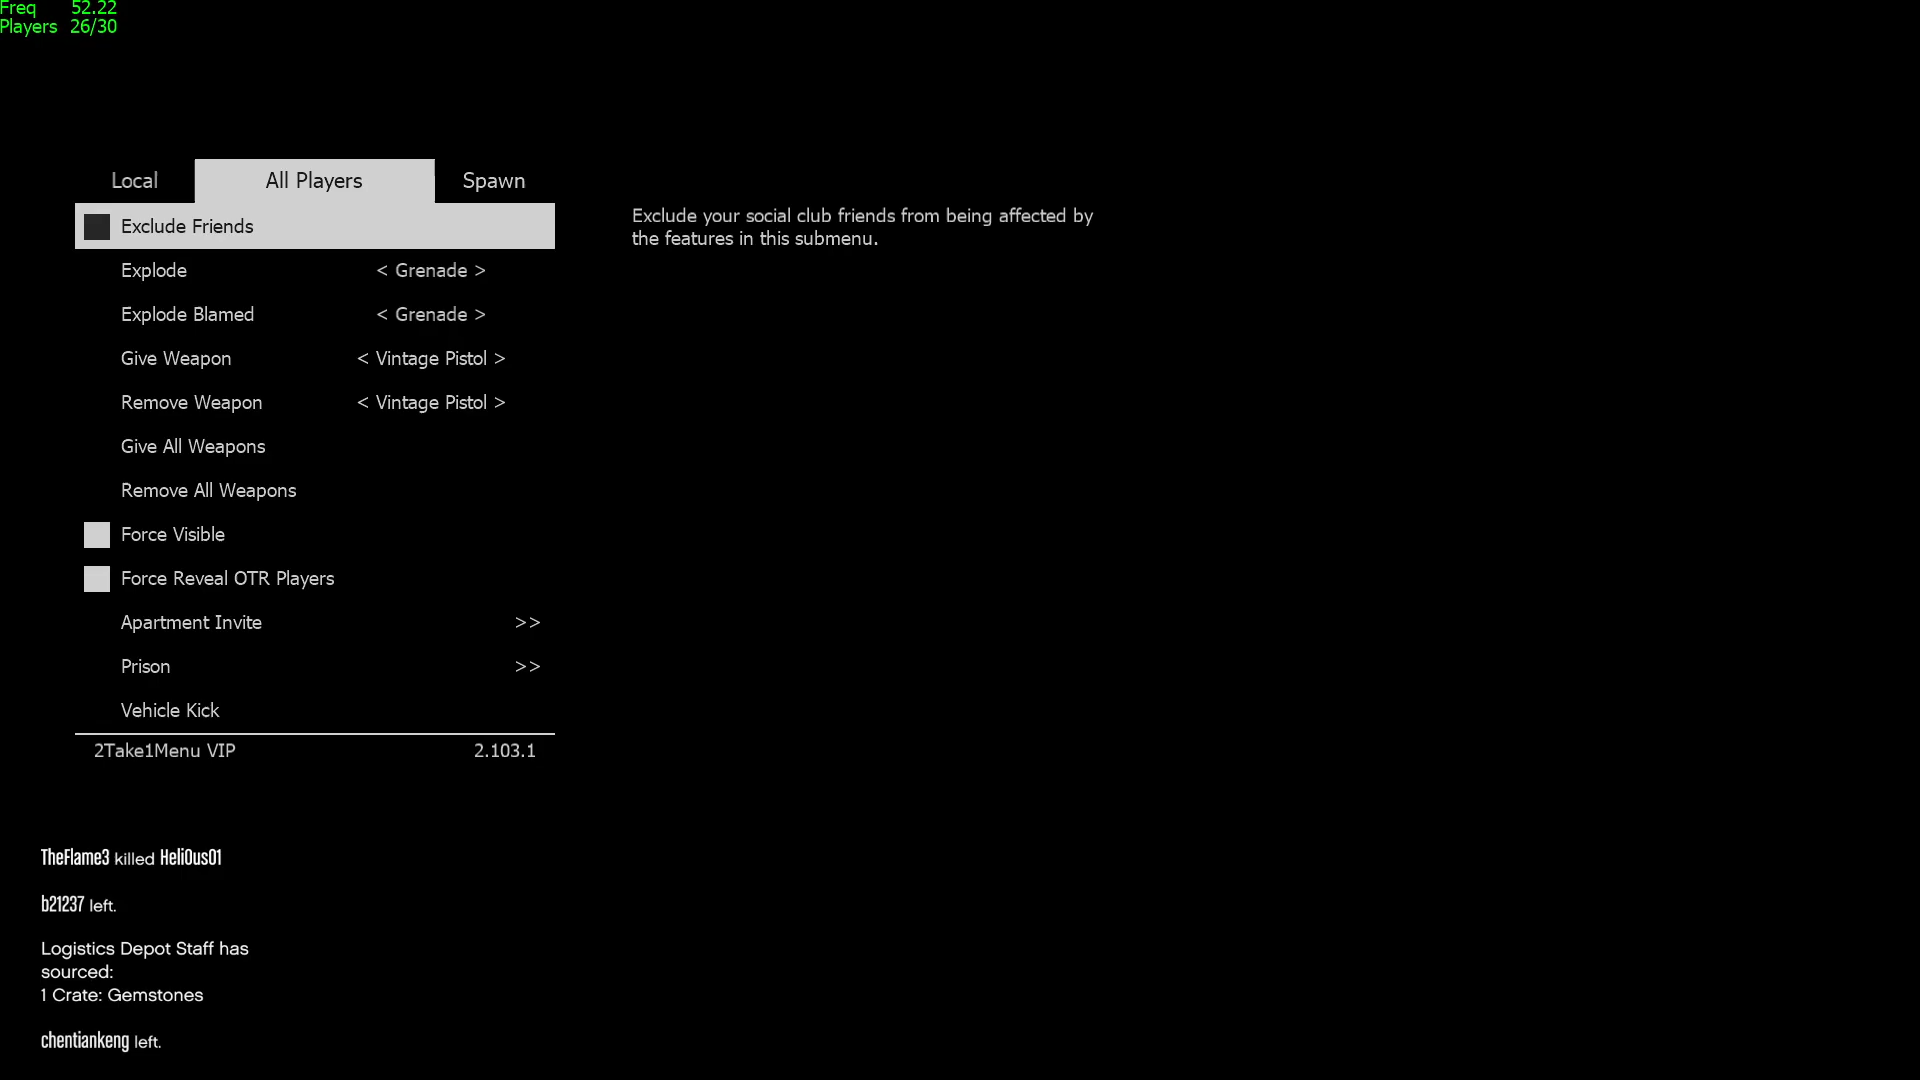 Freq 52.22
Players 26/30
Local All Players Spawn
Exclude Friends
Exclude your social club friends from being affected by
the features in this submenu.
Explode < Grenade >
Explode Blamed < Grenade >
Give Weapon < Vintage Pistol >
Remove Weapon < Vintage Pistol >
Give All Weapons
Remove All Weapons
Force Visible
Force Reveal OTR Players
Apartment Invite >>
Prison >>
Vehicle Kick
2Take1Menu VIP 2.103.1
TheFlame3 killed Heli0us01
b21237 left.
Logistics Depot Staff has
sourced:
1 Crate: Gemstones
chentiankeng left.